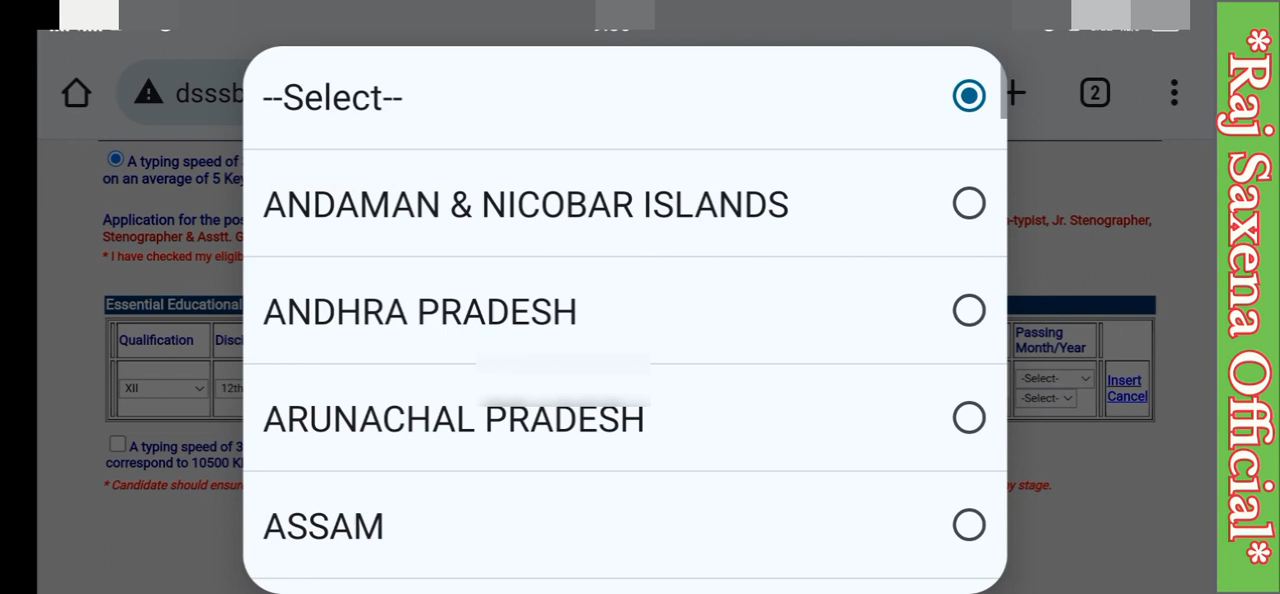 --Select--
dsssb
2
A typing speed of
on an average of 5 Key
Application for the pos
-typist, Jr. Stenographer,
Stenographer & Asstt. G
* I have checked my eligib
ANDAMAN & NICOBAR ISLANDS
ANDHRA PRADESH
ARUNACHAL PRADESH
ASSAM
Essential Educational
Qualification
Disci
Passing
Month/Year
XII
12th
-Select-
-Select-
Insert
Cancel
A typing speed of 3
correspond to 10500 K
* Candidate should ensur
y stage.
*Raj Saxena Official*